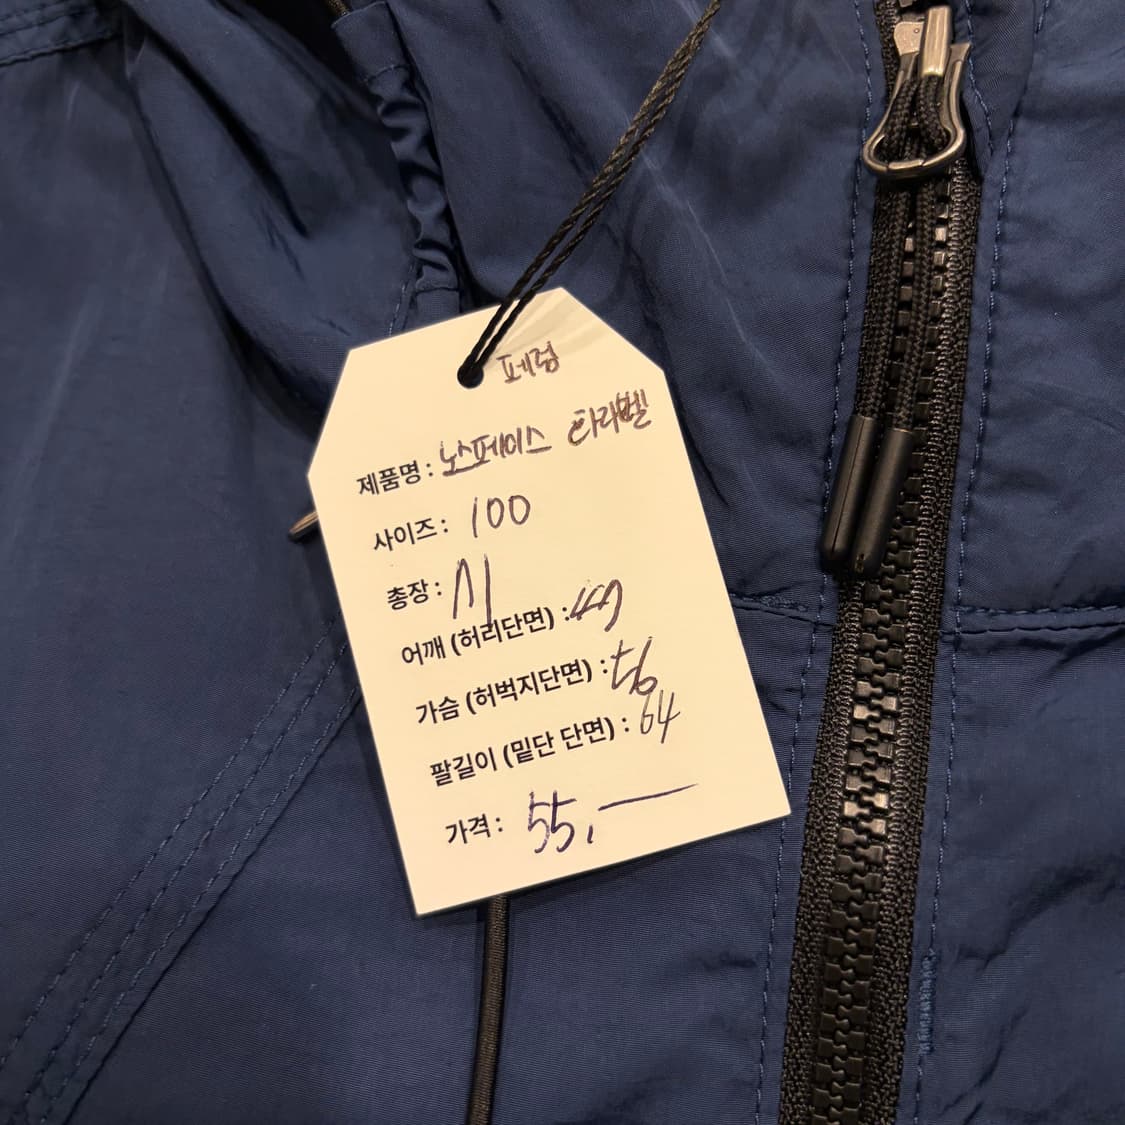 페럼
제품명 : 노스페이스 화이트라벨
사이즈 : 100
총장 : 71
어깨 (허리단면) : 47
가슴 (허벅지단면) : 56
팔길이 (밑단 단면) : 64
가격 : 55,—